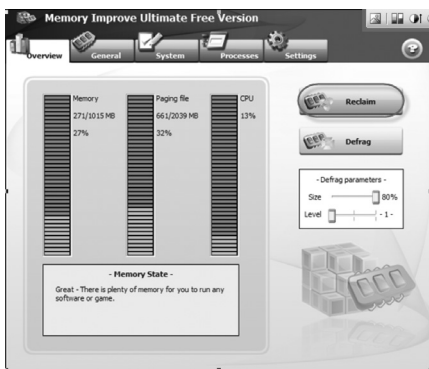 Memory Improve Ultimate Free Version
Overview
General
System
Processes
Settings
Memory
271/1015 MB
27%
Paging file
661/2039 MB
32%
CPU
13%
Reclaim
Defrag
- Defrag parameters -
Size 80%
Level - 1 -
- Memory State -
Great - There is plenty of memory for you to run any
software or game.